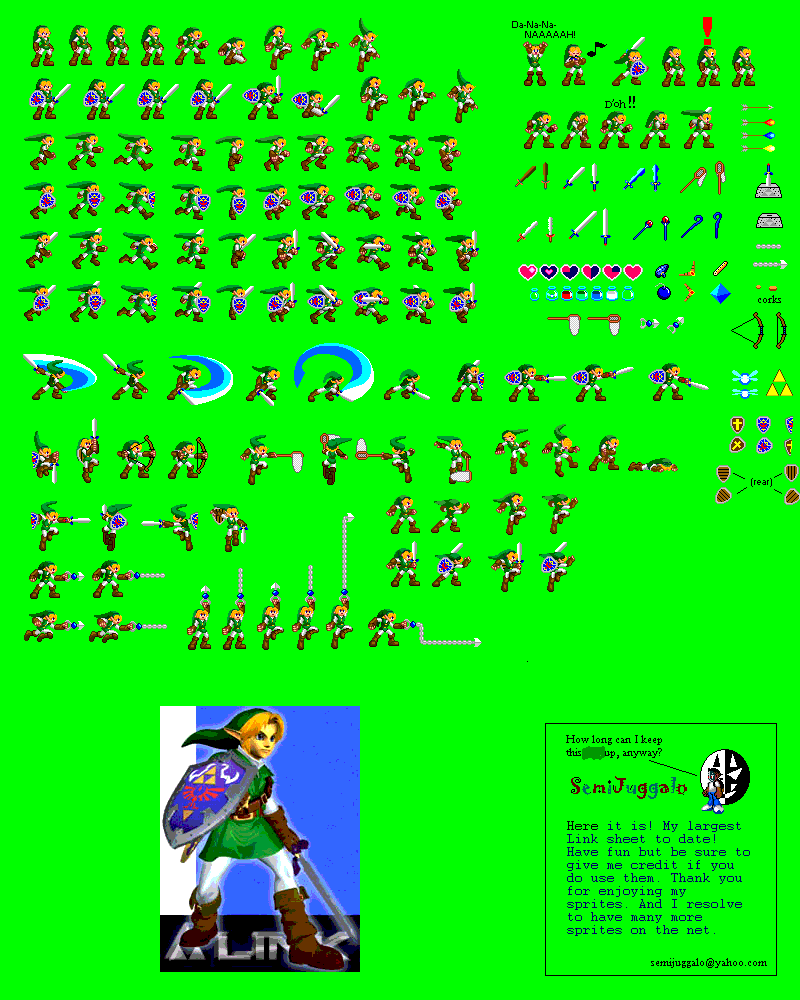 Da-Na-Na-
NAAAAAH!
!
D'oh!!
corks
(rear)
LINK
How long can I keep
this up, anyway?
SemiJuggalo
Here it is! My largest
Link sheet to date!
Have fun but be sure to
give me credit if you
do use them. Thank you
for enjoying my
sprites. And I resolve
to have many more
sprites on the net.
semijuggalo@yahoo.com